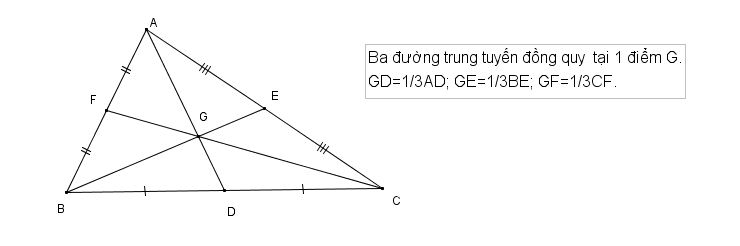 A
Ba đường trung tuyến đồng quy tại 1 điểm G.
GD=1/3AD; GE=1/3BE; GF=1/3CF.
F
E
G
B
D
C